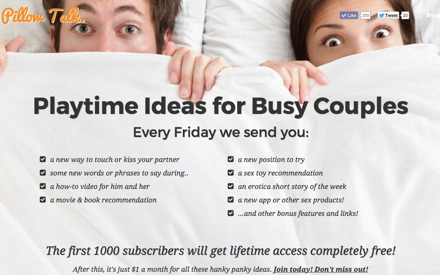 Pillow Talk
Like
Tweet
Playtime Ideas for Busy Couples
Every Friday we send you:
a new way to touch or kiss your partner
some new words or phrases to say during..
a how-to video for him and her
a movie & book recommendation
a new position to try
a sex toy recommendation
an erotica short story of the week
a new app or other sex products!
...and other bonus features and links!
The first 1000 subscribers will get lifetime access completely free!
After this, it's just $1 a month for all these hanky panky ideas. Join today! Don't miss out!